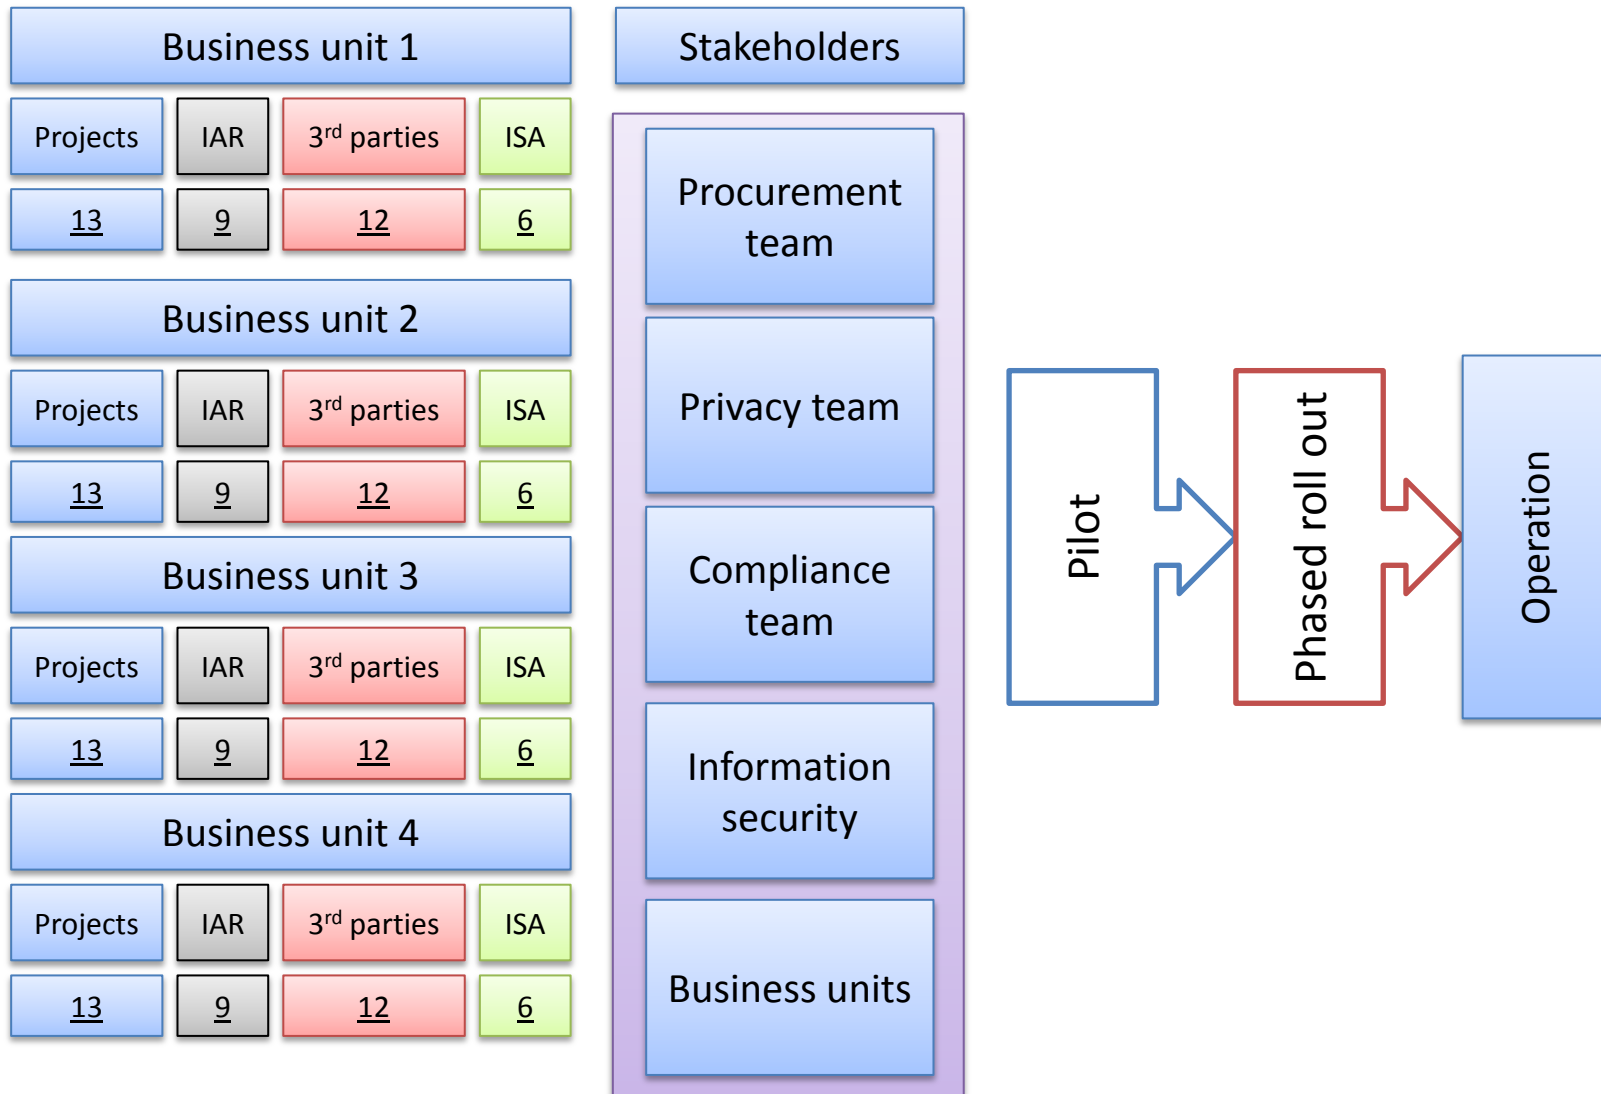 Business unit 1
Projects IAR 3rd parties ISA
13 9 12 6
Business unit 2
Projects IAR 3rd parties ISA
13 9 12 6
Business unit 3
Projects IAR 3rd parties ISA
13 9 12 6
Business unit 4
Projects IAR 3rd parties ISA
13 9 12 6
Stakeholders
Procurement
team
Privacy team
Compliance
team
Information
security
Business units
Pilot
Phased roll out
Operation